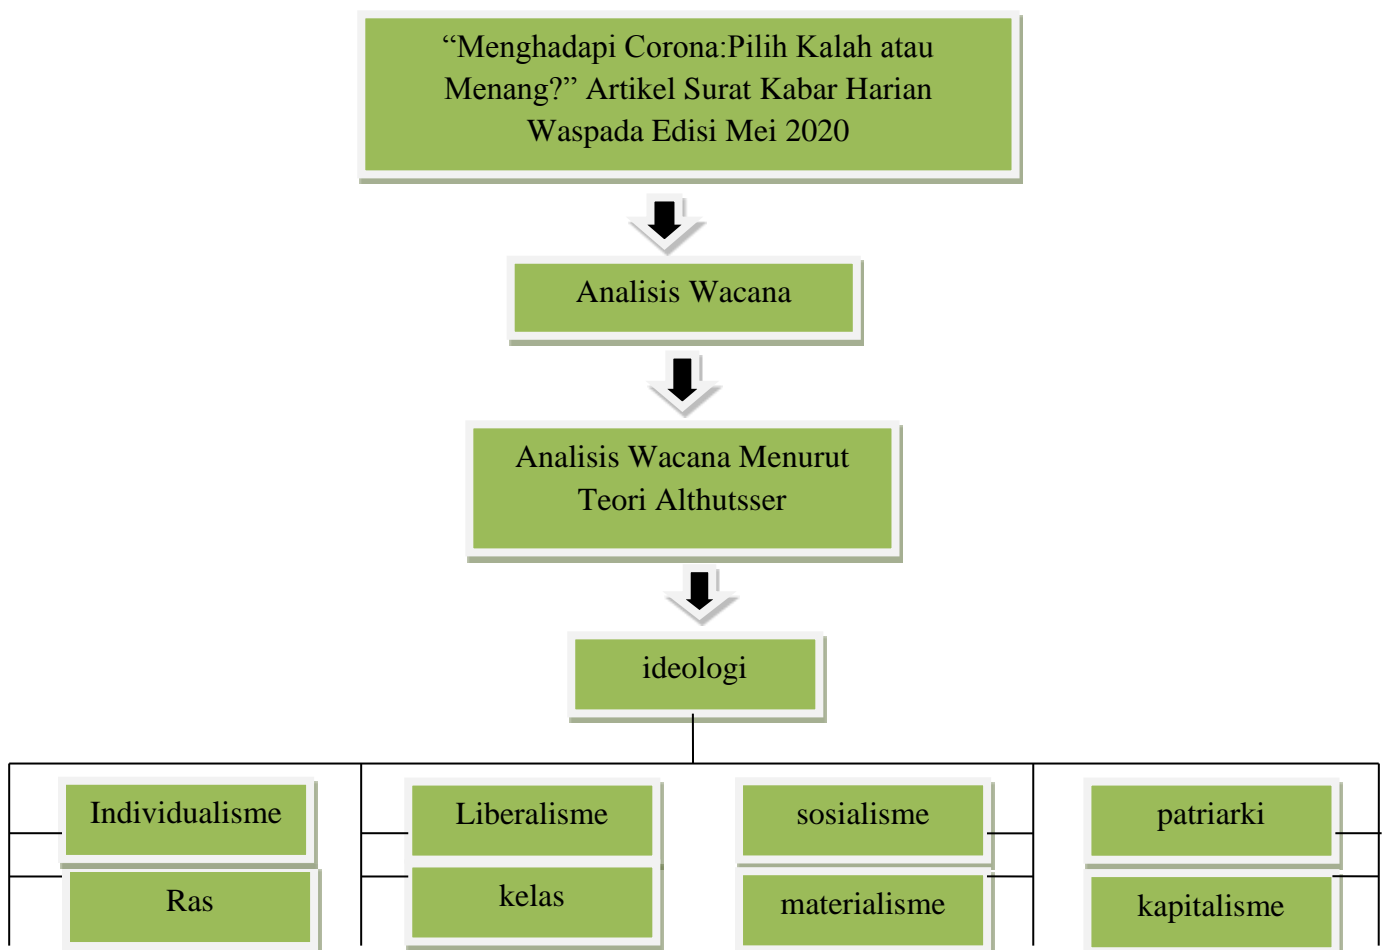 “Menghadapi Corona:Pilih Kalah atau
Menang?” Artikel Surat Kabar Harian
Waspada Edisi Mei 2020
Analisis Wacana
Analisis Wacana Menurut
Teori Althutsser
ideologi
Individualisme
Liberalisme
sosialisme
patriarki
Ras
kelas
materialisme
kapitalisme